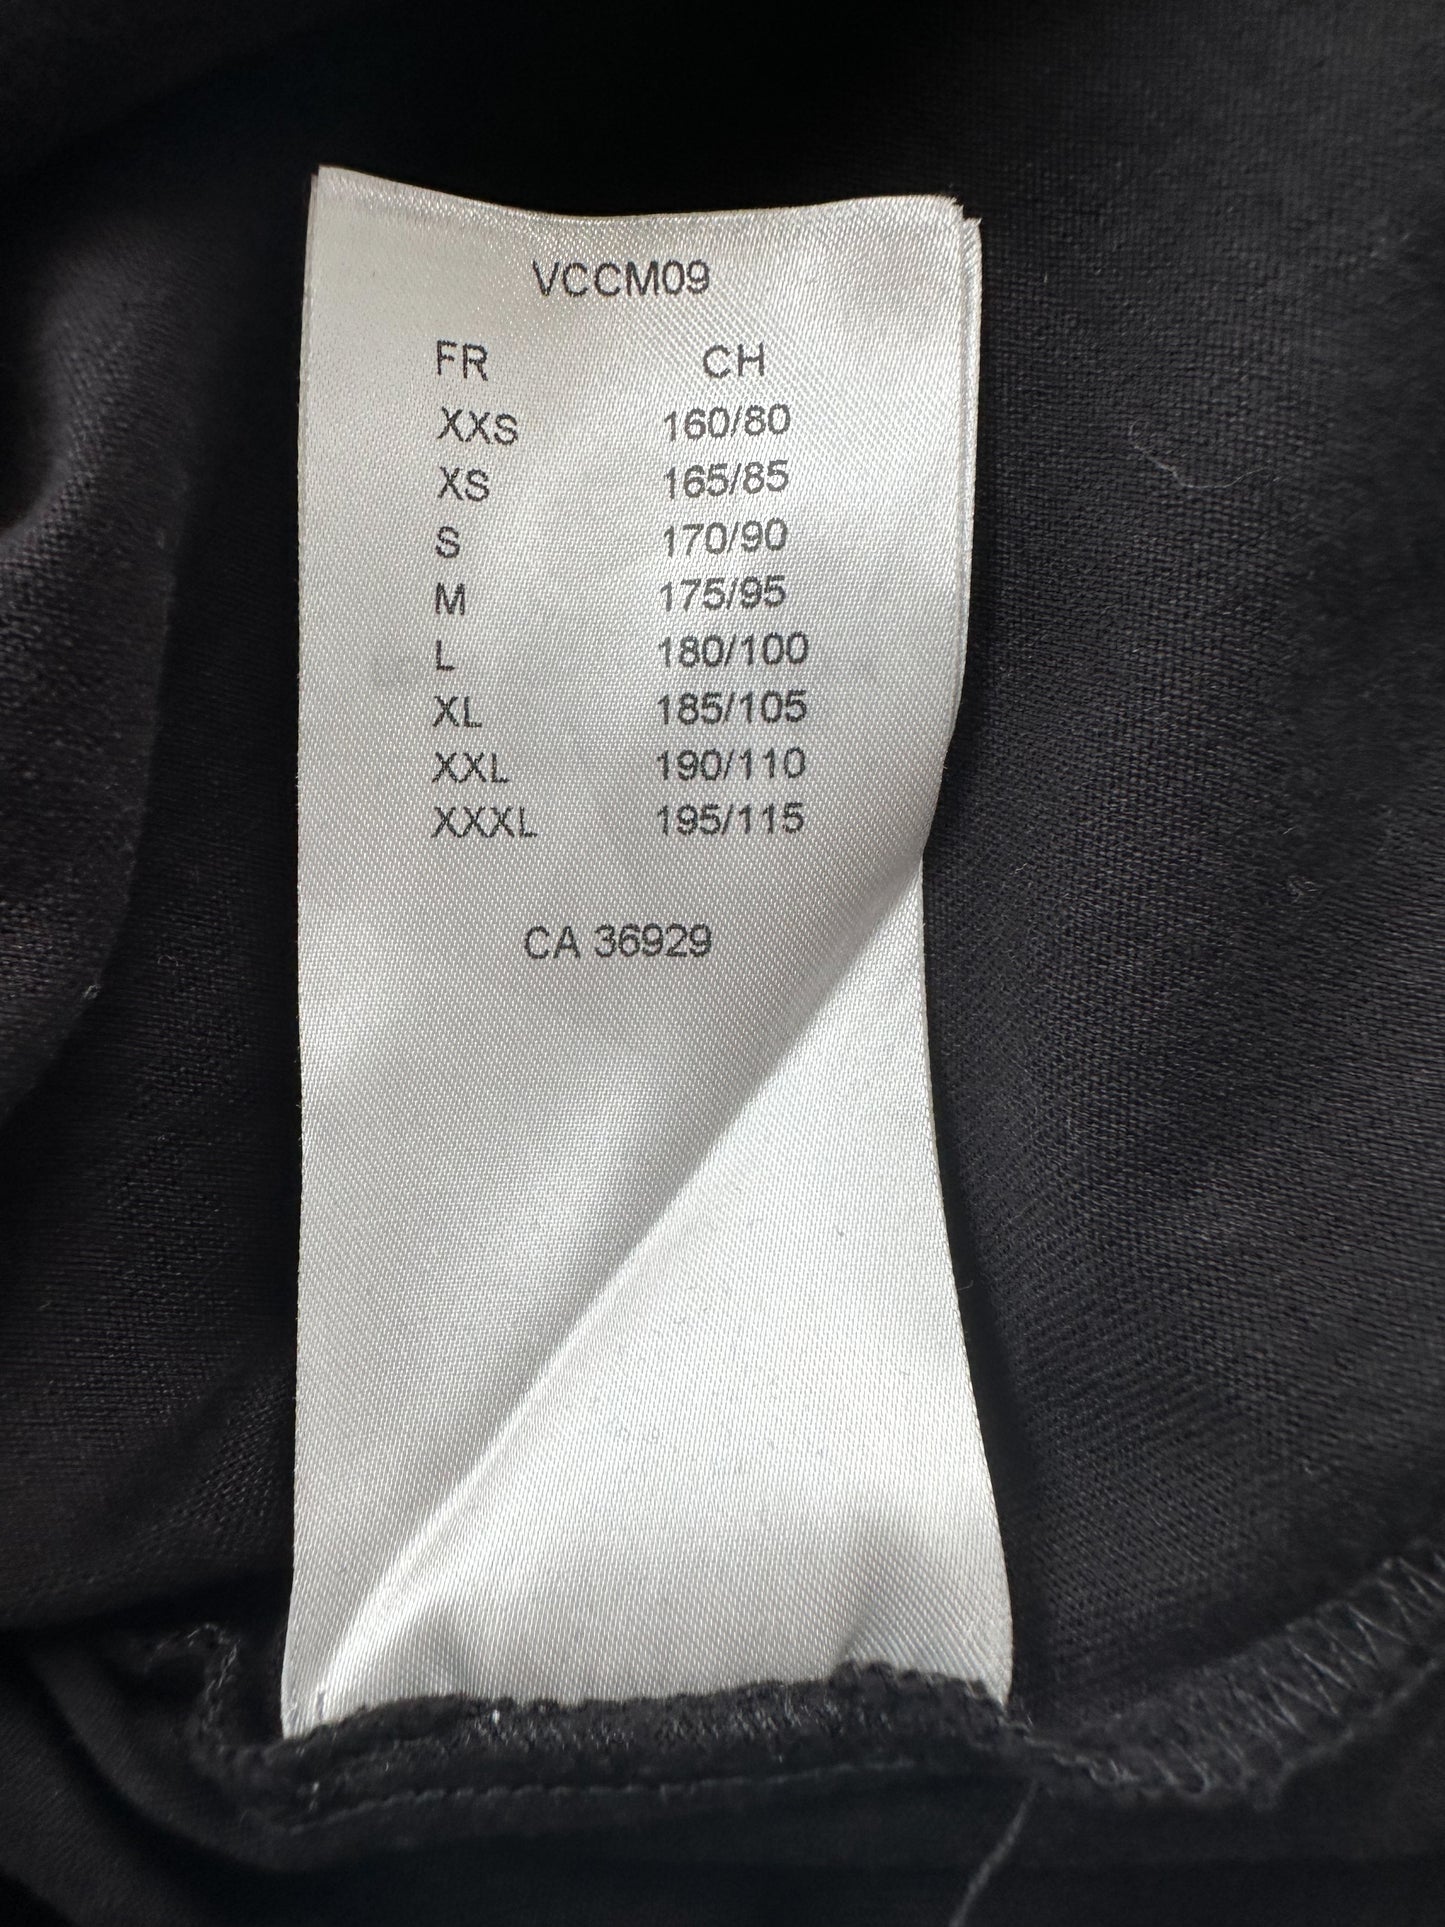 VCCM09
FR CH
XXS 160/80
XS 165/85
S 170/90
M 175/95
L 180/100
XL 185/105
XXL 190/110
XXXL 195/115
CA 36929